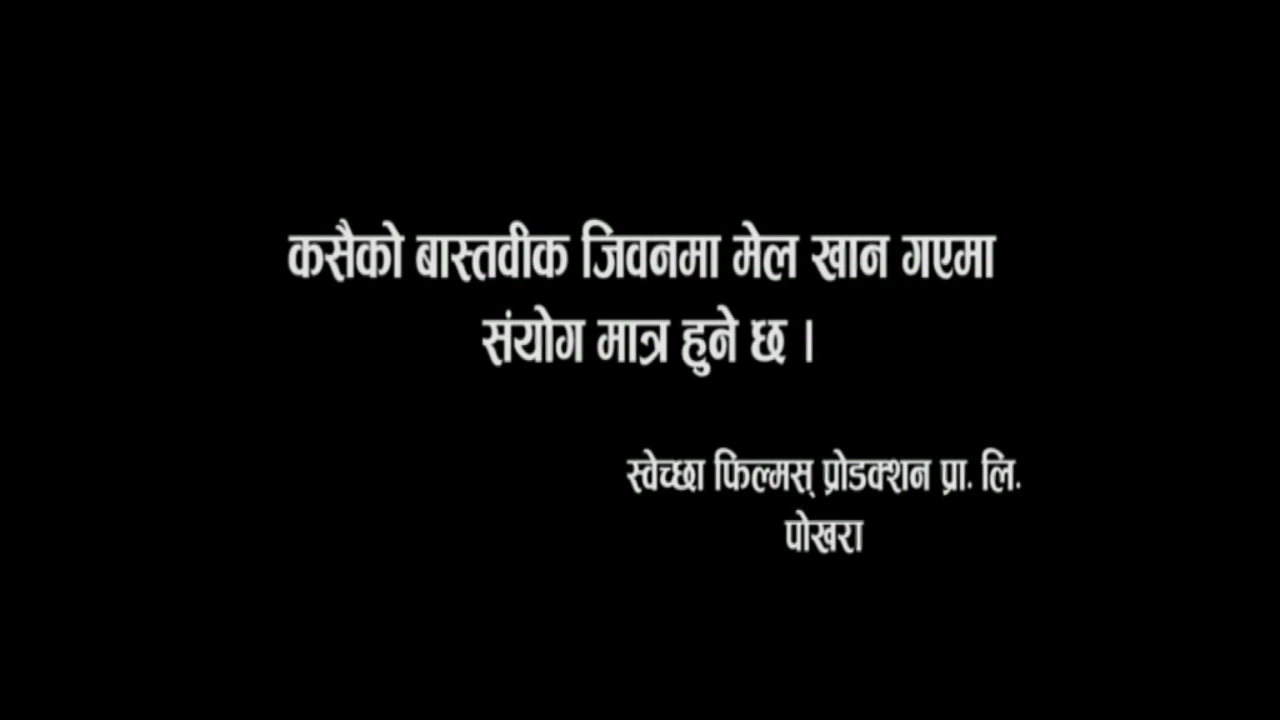 कसैको बास्तवीक जिवनमा मेल खान गएमा
संयोग मात्र हुने छ ।
स्वेच्छा फिल्मस् प्रोडक्शन प्रा. लि.
पोखरा